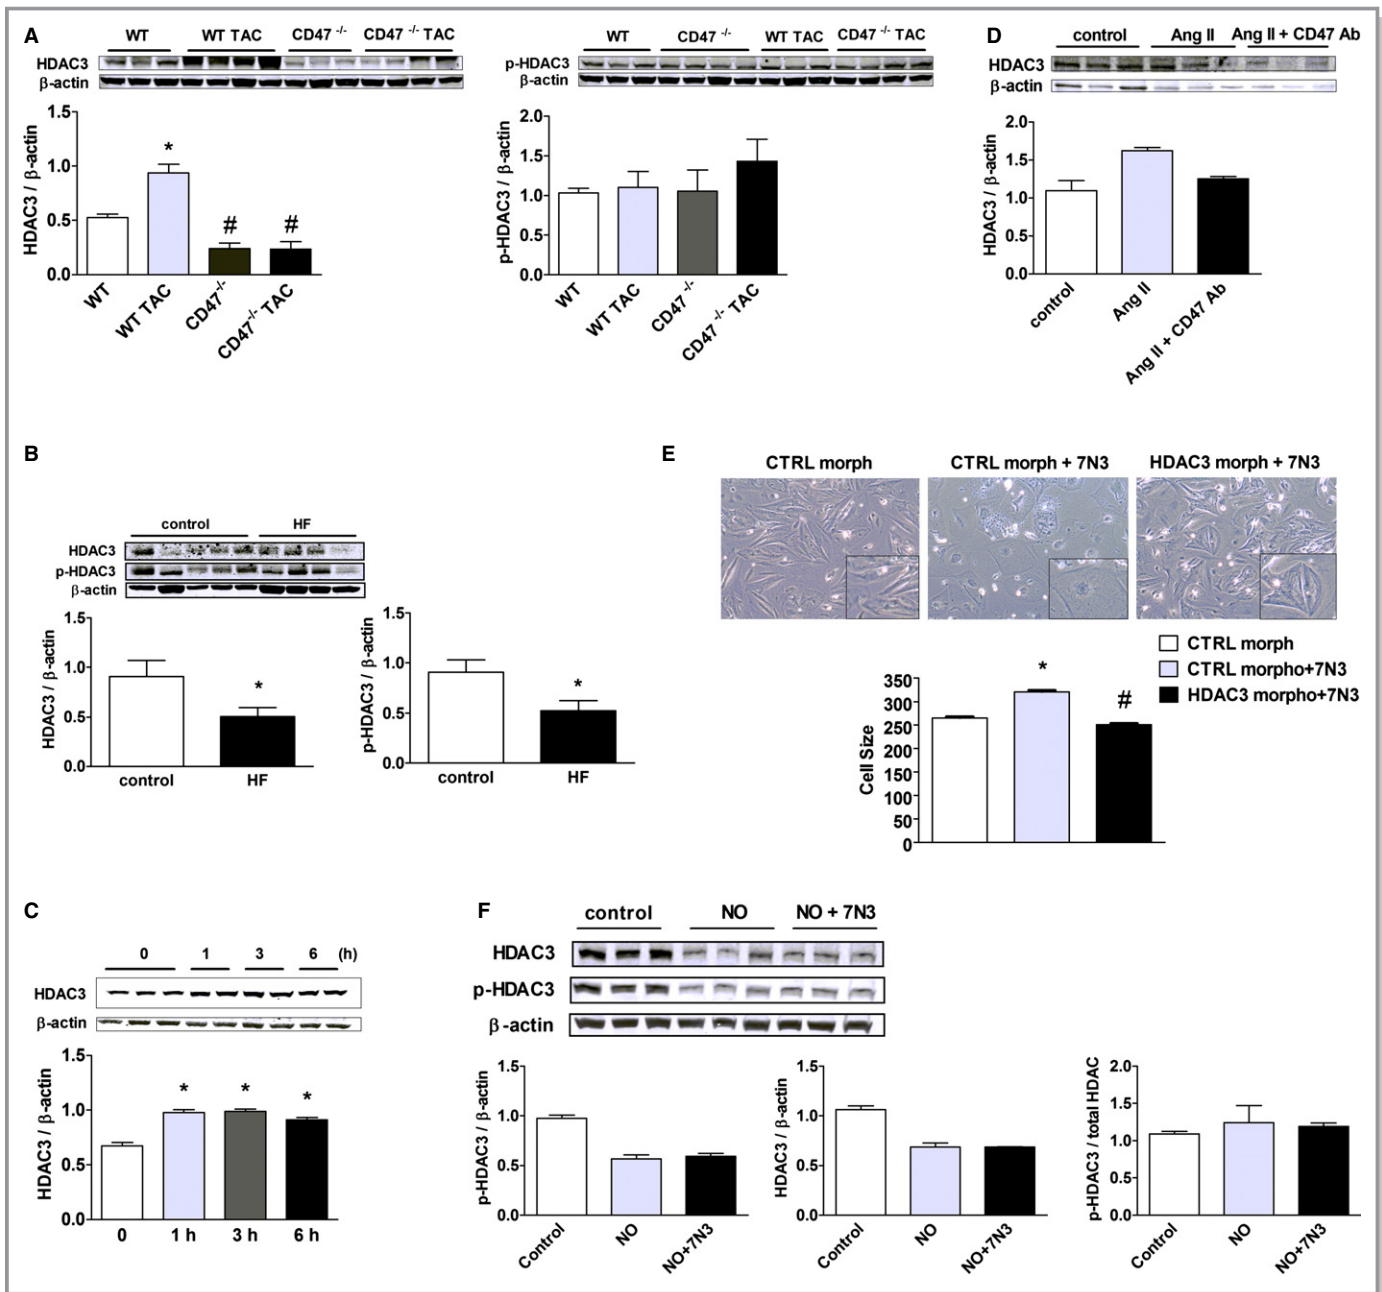 A
WT WT TAC CD47 -/- CD47 -/- TAC
HDAC3
β-actin
HDAC3 / β-actin
1.5
1.0
0.5
0.0
*
# #
WT WT TAC CD47-/- CD47-/- TAC
WT CD47 -/- WT TAC CD47 -/- TAC
p-HDAC3
β-actin
p-HDAC3 / β-actin
2.0
1.5
1.0
0.5
0.0
WT WT TAC CD47-/- CD47-/- TAC
D
control Ang II Ang II + CD47 Ab
HDAC3
β-actin
HDAC3 / β-actin
2.0
1.5
1.0
0.5
0.0
control Ang II Ang II + CD47 Ab
B
control HF
HDAC3
p-HDAC3
β-actin
HDAC3 / β-actin
1.5
1.0
0.5
0.0
*
control HF
p-HDAC3 / β-actin
1.5
1.0
0.5
0.0
*
control HF
E
CTRL morph CTRL morph + 7N3 HDAC3 morph + 7N3
CTRL morph
CTRL morpho+7N3
HDAC3 morpho+7N3
Cell Size
350
300
250
200
150
100
50
0
*
#
C
0 1 3 6 (h)
HDAC3
β-actin
HDAC3 / β-actin
1.5
1.0
0.5
0.0
* * *
0 1 h 3 h 6 h
F
control NO NO + 7N3
HDAC3
p-HDAC3
β-actin
p-HDAC3 / β-actin
1.5
1.0
0.5
0.0
Control NO NO+7N3
HDAC3 / β-actin
1.5
1.0
0.5
0.0
Control NO NO+7N3
p-HDAC3 / total HDAC
2.0
1.5
1.0
0.5
0.0
Control NO NO+7N3